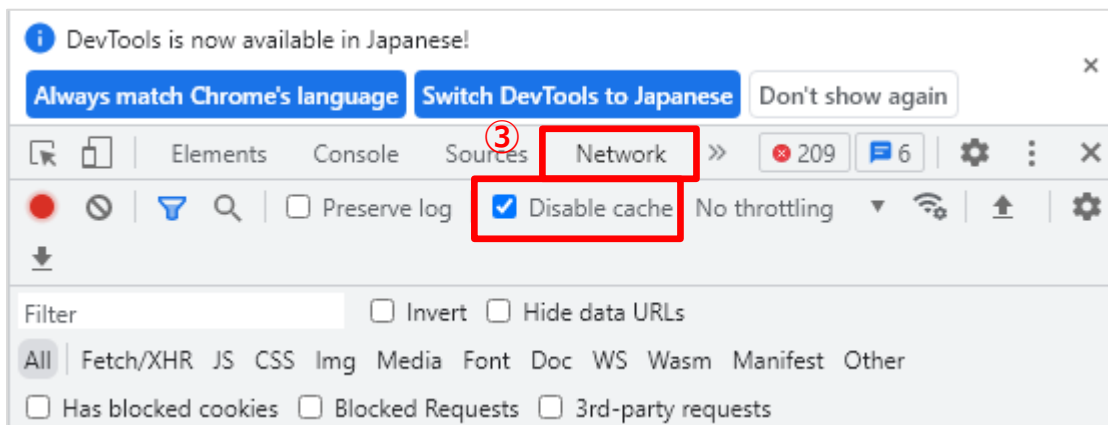 DevTools is now available in Japanese!
Always match Chrome's language Switch DevTools to Japanese Don't show again
③
Elements Console Sources Network 209 6
Preserve log Disable cache No throttling
Filter Invert Hide data URLs
All Fetch/XHR JS CSS Img Media Font Doc WS Wasm Manifest Other
Has blocked cookies Blocked Requests 3rd-party requests